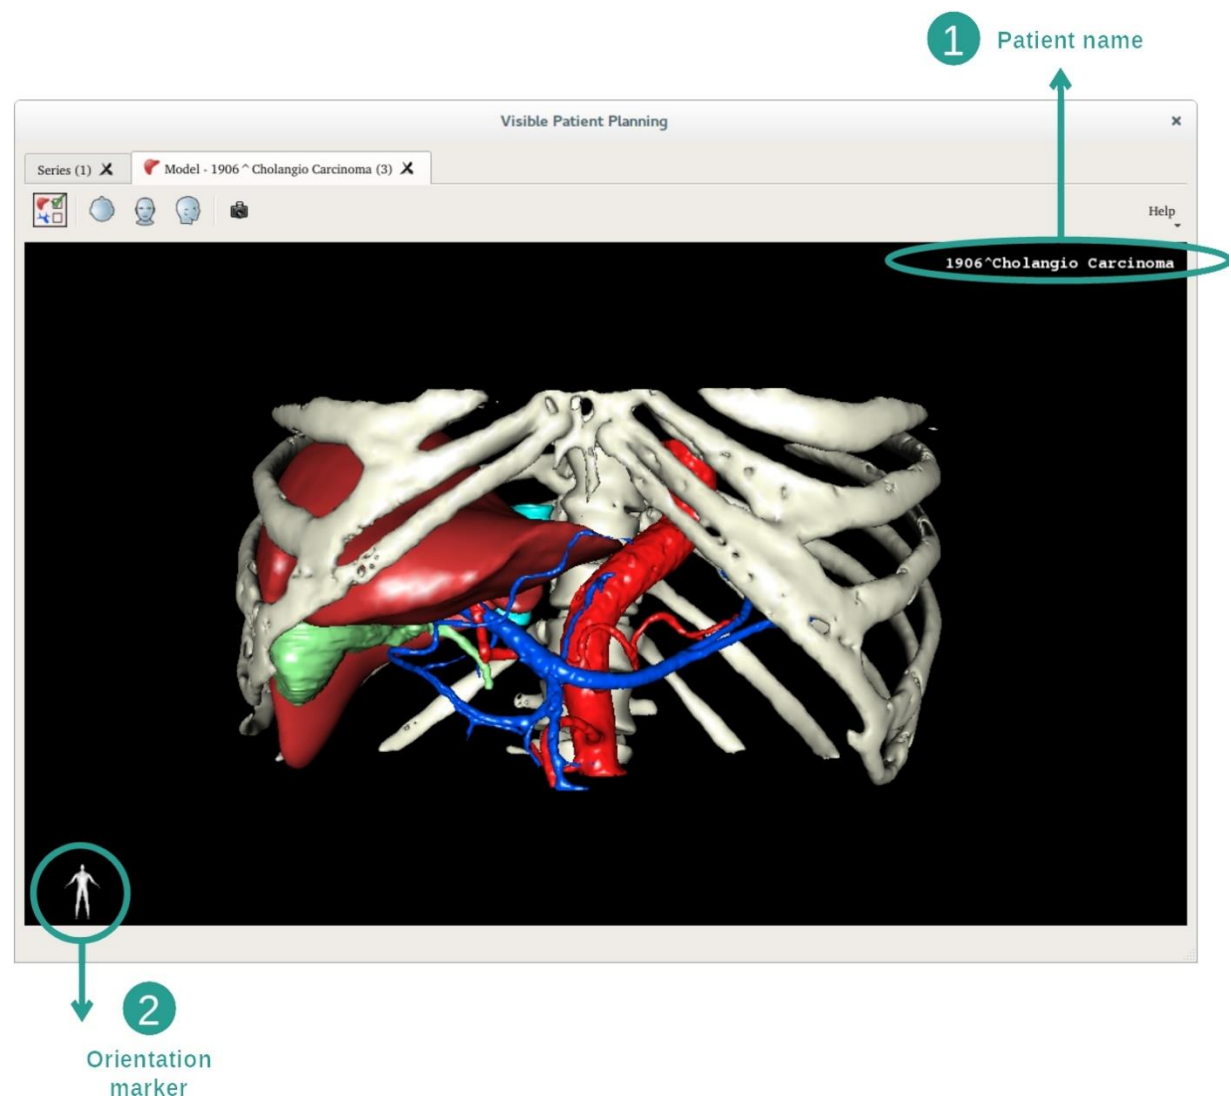 1 Patient name
Visible Patient Planning
Series (1) Model - 1906^Cholangio Carcinoma (3)
Help
1906^Cholangio Carcinoma
2
Orientation
marker